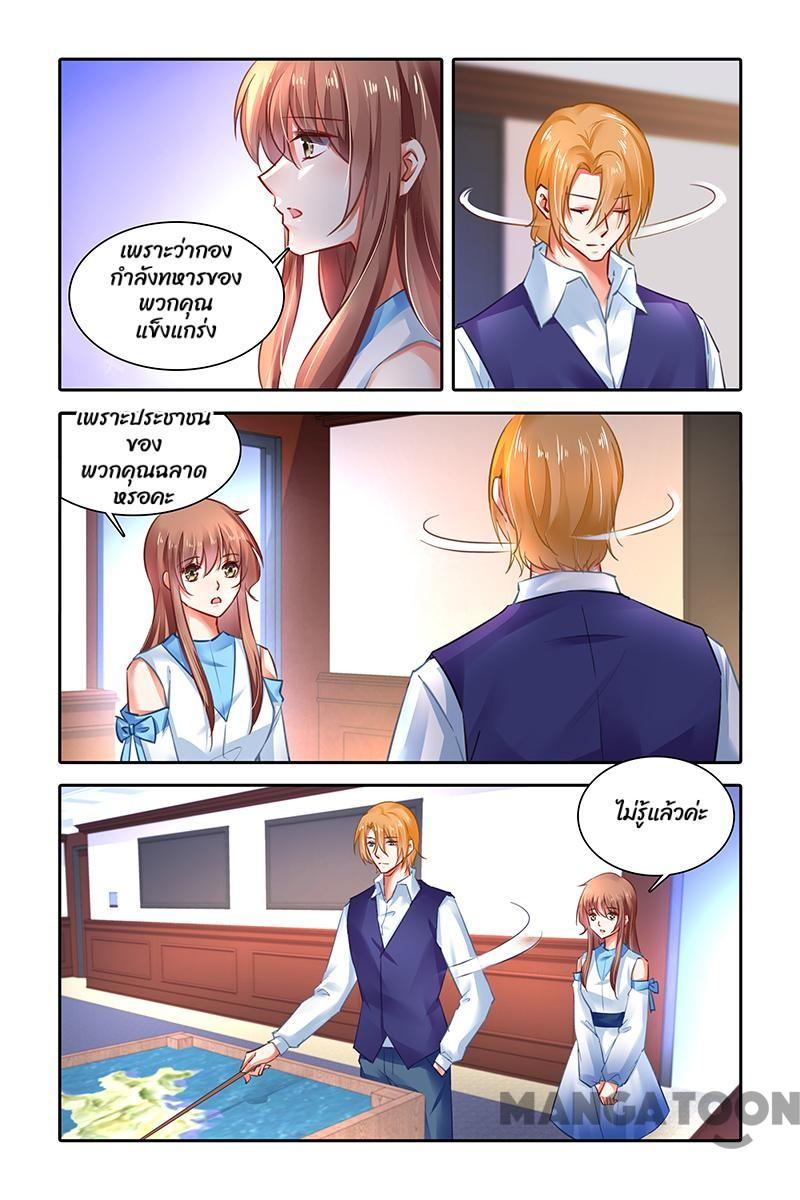 เพราะว่ากอง
กำลังทหารของ
พวกคุณ
แข็งแกร่ง
เพราะประชาชน
ของ
พวกคุณฉลาด
หรอคะ
ไม่รู้แล้วค่ะ
MANGATOON